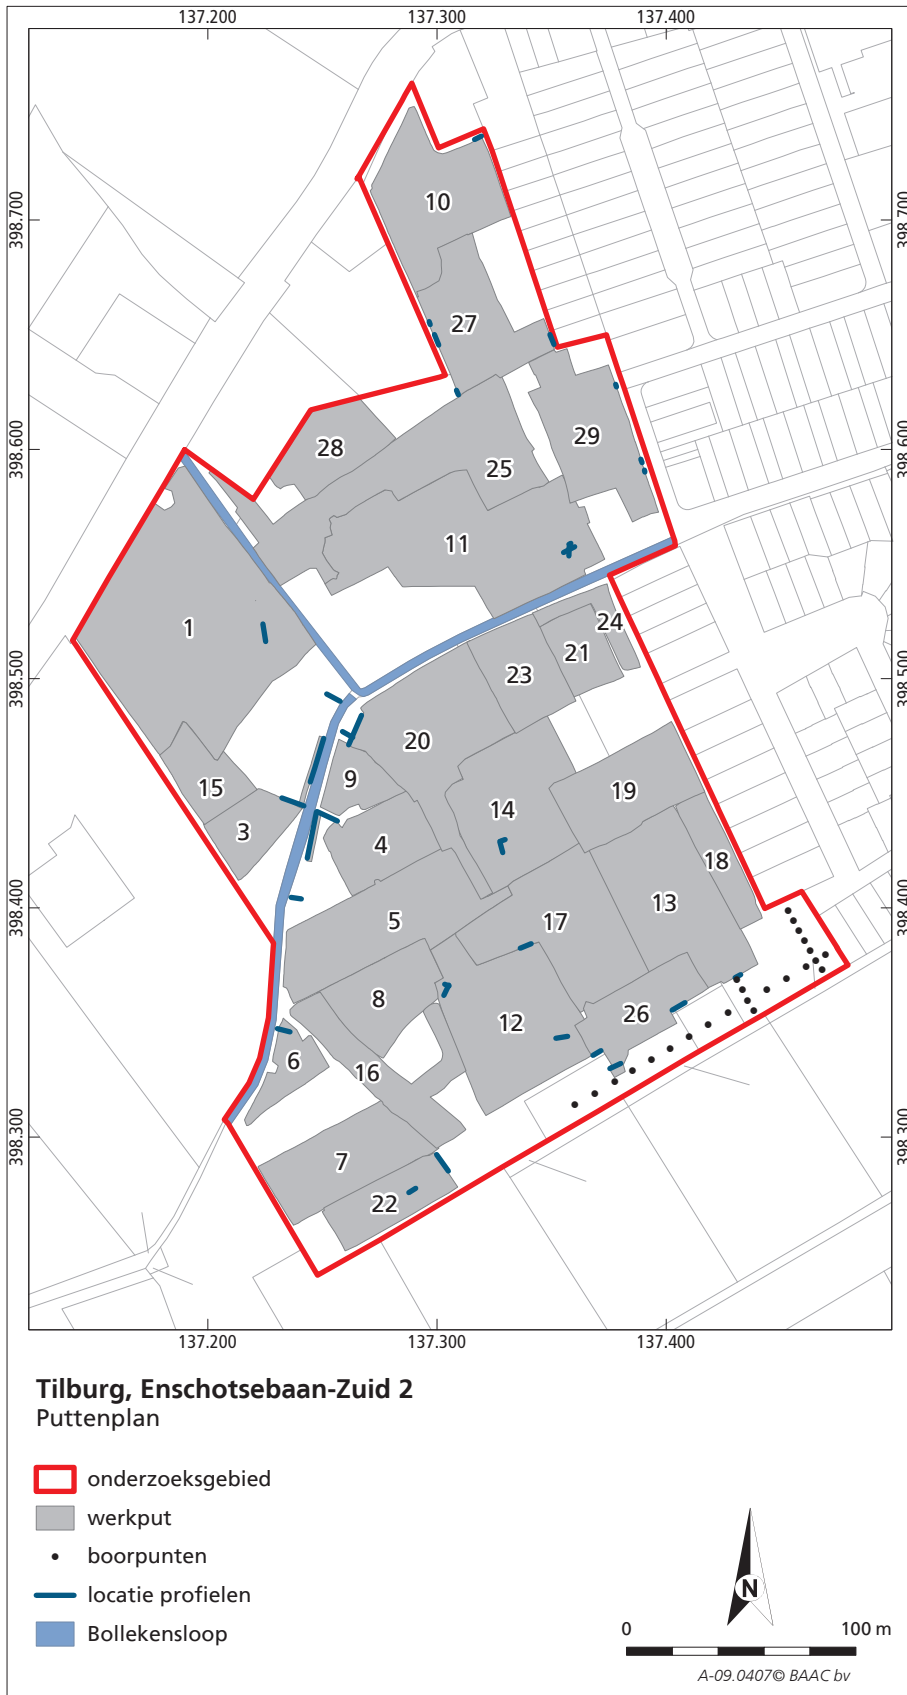 137.200 137.300 137.400
398.700 398.700
10
27
398.600 398.600
28
29
25
11
1
24
21
398.500 398.500
23
20
9
15
19
14
3
4
18
398.400 398.400
5
17
13
8
12
26
6
16
398.300 398.300
7
22
137.200 137.300 137.400
Tilburg, Enschotsebaan-Zuid 2
Puttenplan
onderzoeksgebied
werkput
boorpunten
locatie profielen
Bollekensloop
N
0 100 m
A-09.0407© BAAC bv